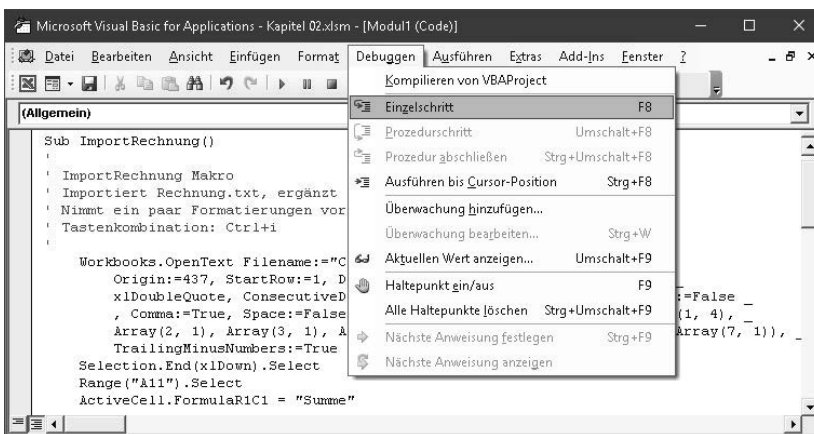 Microsoft Visual Basic for Applications - Kapitel 02.xlsm - [Modul1 (Code)]
Datei Bearbeiten Ansicht Einfügen Format Debuggen Ausführen Extras Add-Ins Fenster ?
Kompilieren von VBAProject
(Allgemein)
Einzelschritt F8
Prozedurschritt Umschalt+F8
Prozedur abschließen Strg+Umschalt+F8
Ausführen bis Cursor-Position Strg+F8
Überwachung hinzufügen...
Überwachung bearbeiten... Strg+W
Aktuellen Wert anzeigen... Umschalt+F9
Haltepunkt ein/aus F9
Alle Haltepunkte löschen Strg+Umschalt+F9
Nächste Anweisung festlegen Strg+F9
Nächste Anweisung anzeigen
Sub ImportRechnung()
'
' ImportRechnung Makro
' Importiert Rechnung.txt, ergänzt
' Nimmt ein paar Formatierungen vor
' Tastenkombination: Ctrl+i
'
Workbooks.OpenText Filename:="C
Origin:=437, StartRow:=1, D _
xlDoubleQuote, ConsecutiveD :=False _
, Comma:=True, Space:=False (1, 4), _
Array(2, 1), Array(3, 1), A Array(7, 1)), _
TrailingMinusNumbers:=True
Selection.End(xlDown).Select
Range("A11").Select
ActiveCell.FormulaR1C1 = "Summe"